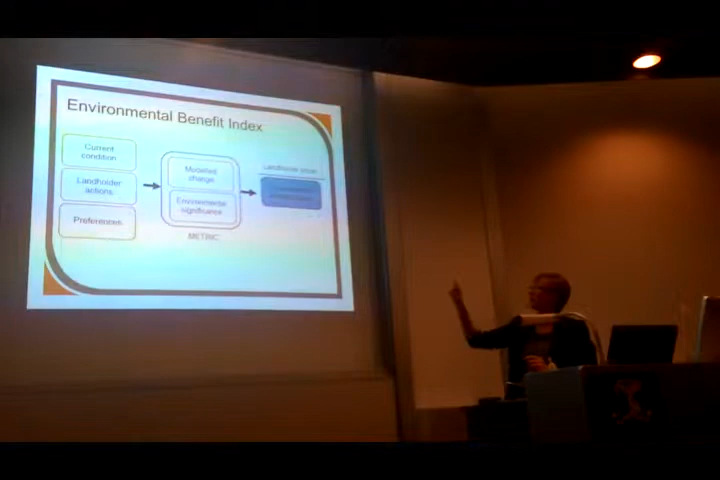 Environmental Benefit Index
Current
condition
Landholder
actions
Preferences
Modelled
change
Environmental
significance
METRIC
Landholder price